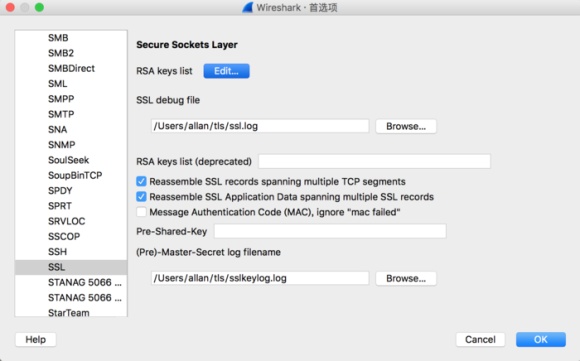 Wireshark · 首选项
SMB
SMB2
SMBDirect
SML
SMPP
SMTP
SNA
SNMP
SoulSeek
SoupBinTCP
SPDY
SPRT
SRVLOC
SSCOP
SSH
SSL
STANAG 5066 ...
STANAG 5066 ...
StarTeam
Secure Sockets Layer
RSA keys list Edit...
SSL debug file
/Users/allan/tls/ssl.log Browse...
RSA keys list (deprecated)
Reassemble SSL records spanning multiple TCP segments
Reassemble SSL Application Data spanning multiple SSL records
Message Authentication Code (MAC), ignore "mac failed"
Pre-Shared-Key
(Pre)-Master-Secret log filename
/Users/allan/tls/sslkeylog.log Browse...
Help Cancel OK